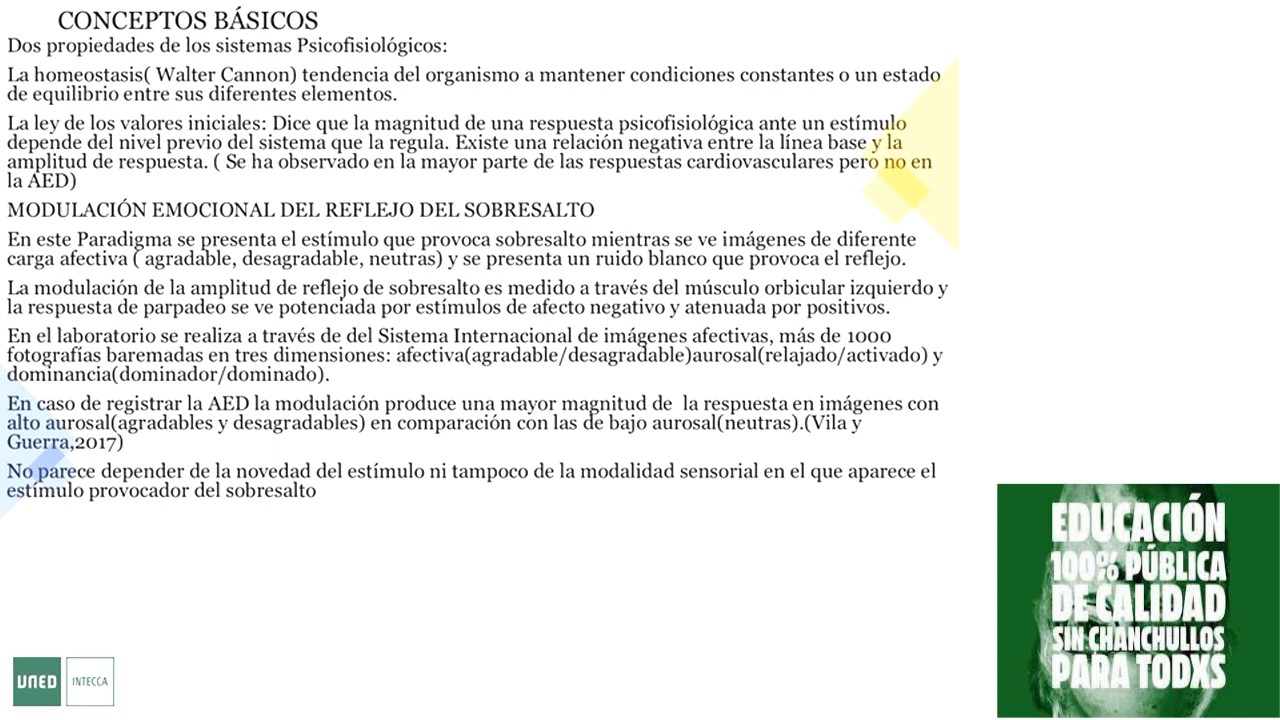 CONCEPTOS BÁSICOS
Dos propiedades de los sistemas Psicofisiológicos:
La homeostasis( Walter Cannon) tendencia del organismo a mantener condiciones constantes o un estado
de equilibrio entre sus diferentes elementos.
La ley de los valores iniciales: Dice que la magnitud de una respuesta psicofisiológica ante un estímulo
depende del nivel previo del sistema que la regula. Existe una relación negativa entre la línea base y la
amplitud de respuesta. ( Se ha observado en la mayor parte de las respuestas cardiovasculares pero no en
la AED)
MODULACIÓN EMOCIONAL DEL REFLEJO DEL SOBRESALTO
En este Paradigma se presenta el estímulo que provoca sobresalto mientras se ve imágenes de diferente
carga afectiva ( agradable, desagradable, neutras) y se presenta un ruido blanco que provoca el reflejo.
La modulación de la amplitud de reflejo de sobresalto es medido a través del músculo orbicular izquierdo y
la respuesta de parpadeo se ve potenciada por estímulos de afecto negativo y atenuada por positivos.
En el laboratorio se realiza a través de del Sistema Internacional de imágenes afectivas, más de 1000
fotografías baremadas en tres dimensiones: afectiva(agradable/desagradable)aurosal(relajado/activado) y
dominancia(dominador/dominado).
En caso de registrar la AED la modulación produce una mayor magnitud de  la respuesta en imágenes con
alto aurosal(agradables y desagradables) en comparación con las de bajo aurosal(neutras).(Vila y
Guerra,2017)
No parece depender de la novedad del estímulo ni tampoco de la modalidad sensorial en el que aparece el
estímulo provocador del sobresalto
EDUCACIÓN
100% PÚBLICA
DE CALIDAD
SIN CHANCHULLOS
PARA TODXS
UNED
INTECCA